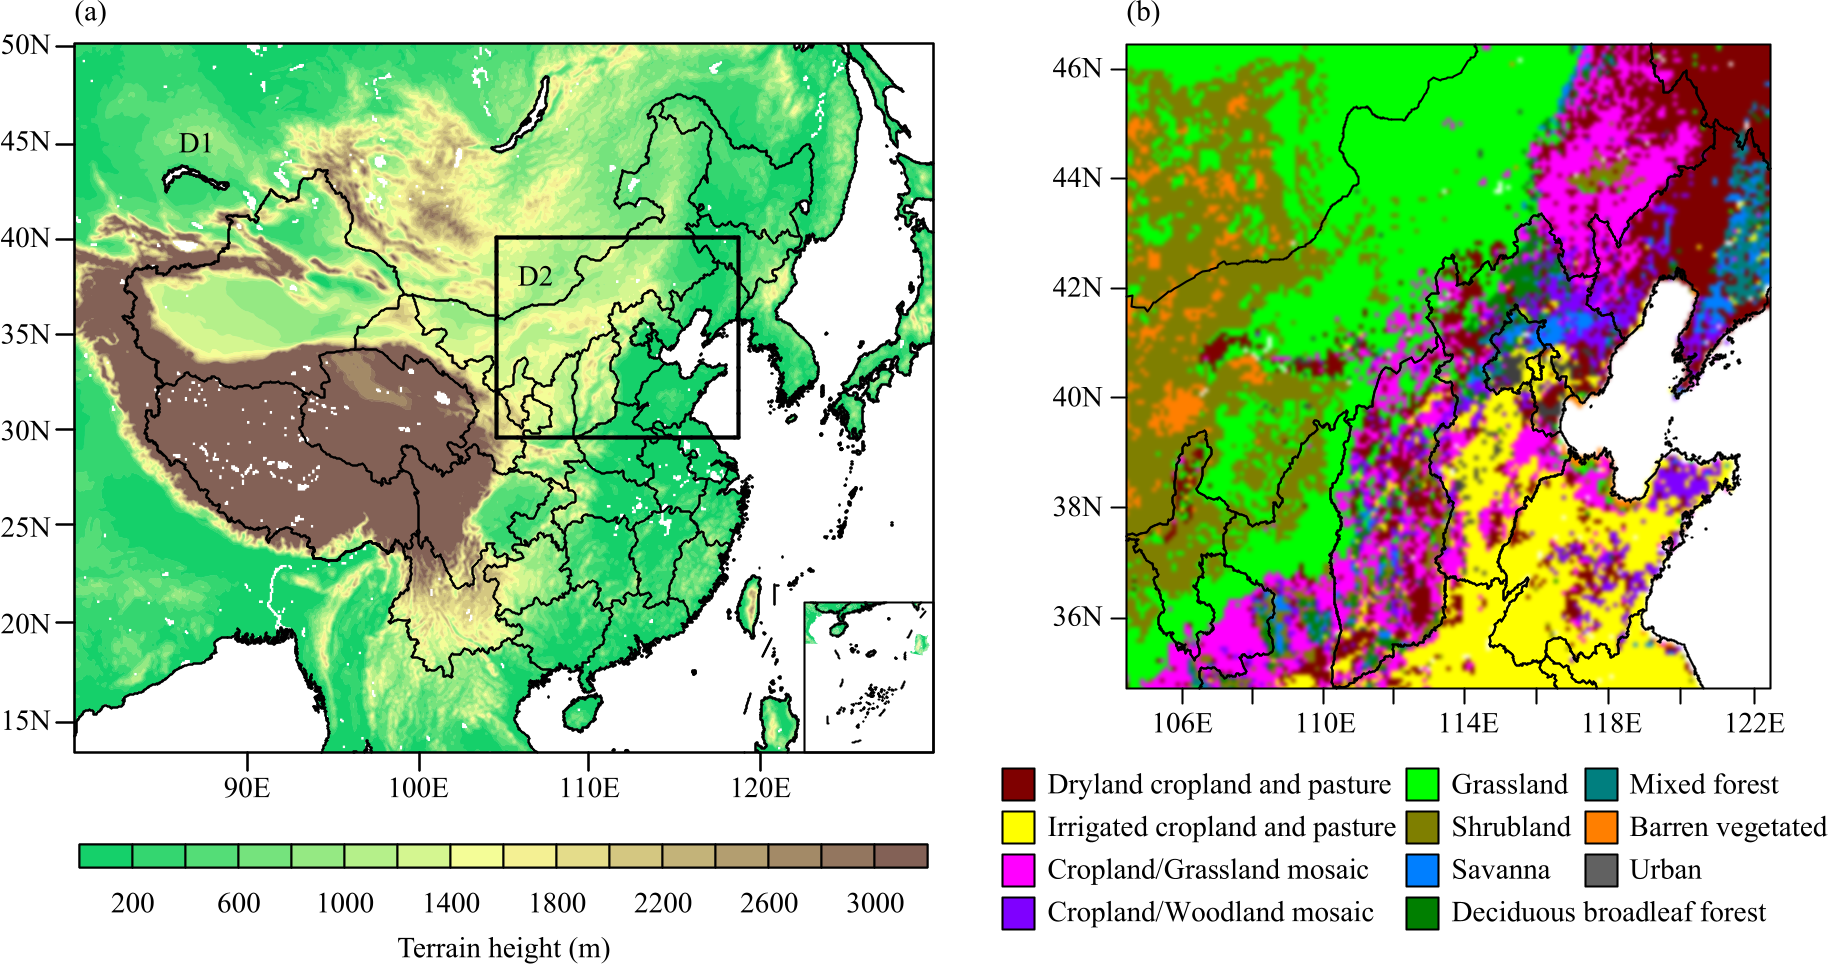 (a)
50N
45N
40N
35N
30N
25N
20N
15N
D1
D2
90E 100E 110E 120E
200 600 1000 1400 1800 2200 2600 3000
Terrain height (m)
(b)
46N
44N
42N
40N
38N
36N
106E 110E 114E 118E 122E
Dryland cropland and pasture
Irrigated cropland and pasture
Cropland/Grassland mosaic
Cropland/Woodland mosaic
Grassland
Shrubland
Savanna
Deciduous broadleaf forest
Mixed forest
Barren vegetated
Urban